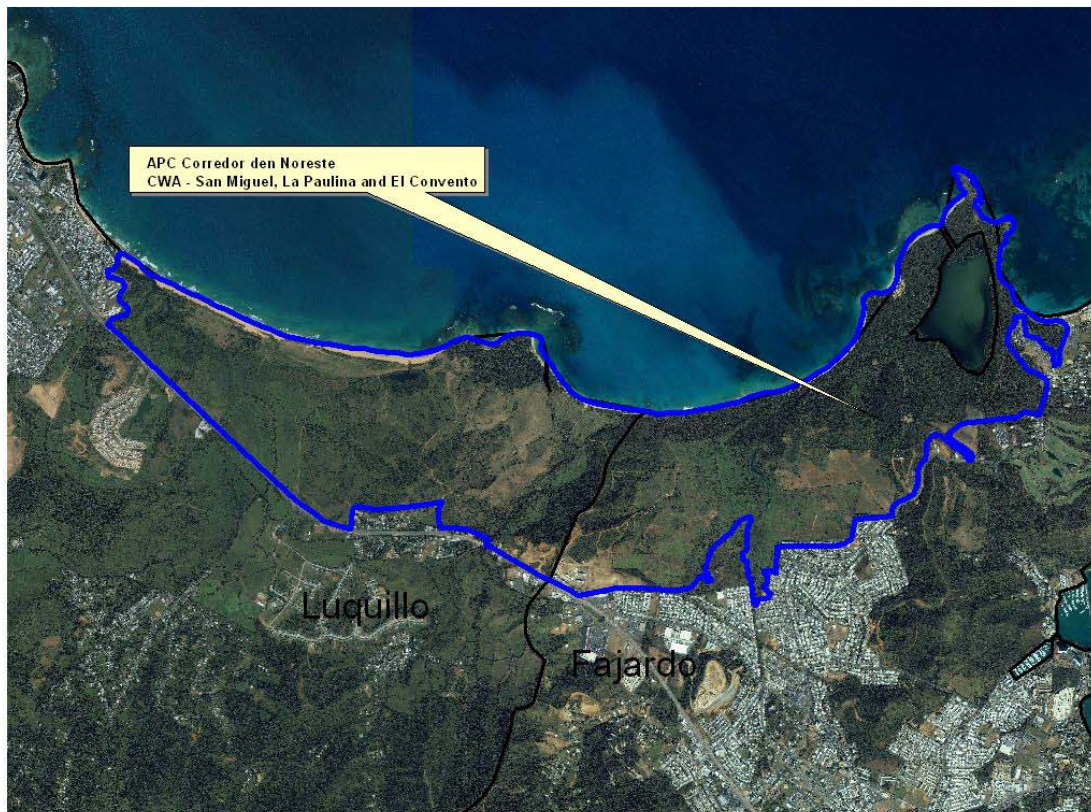 APC Corredor den Noreste
CWA - San Miguel, La Paulina and El Convento
Luquillo
Fajardo